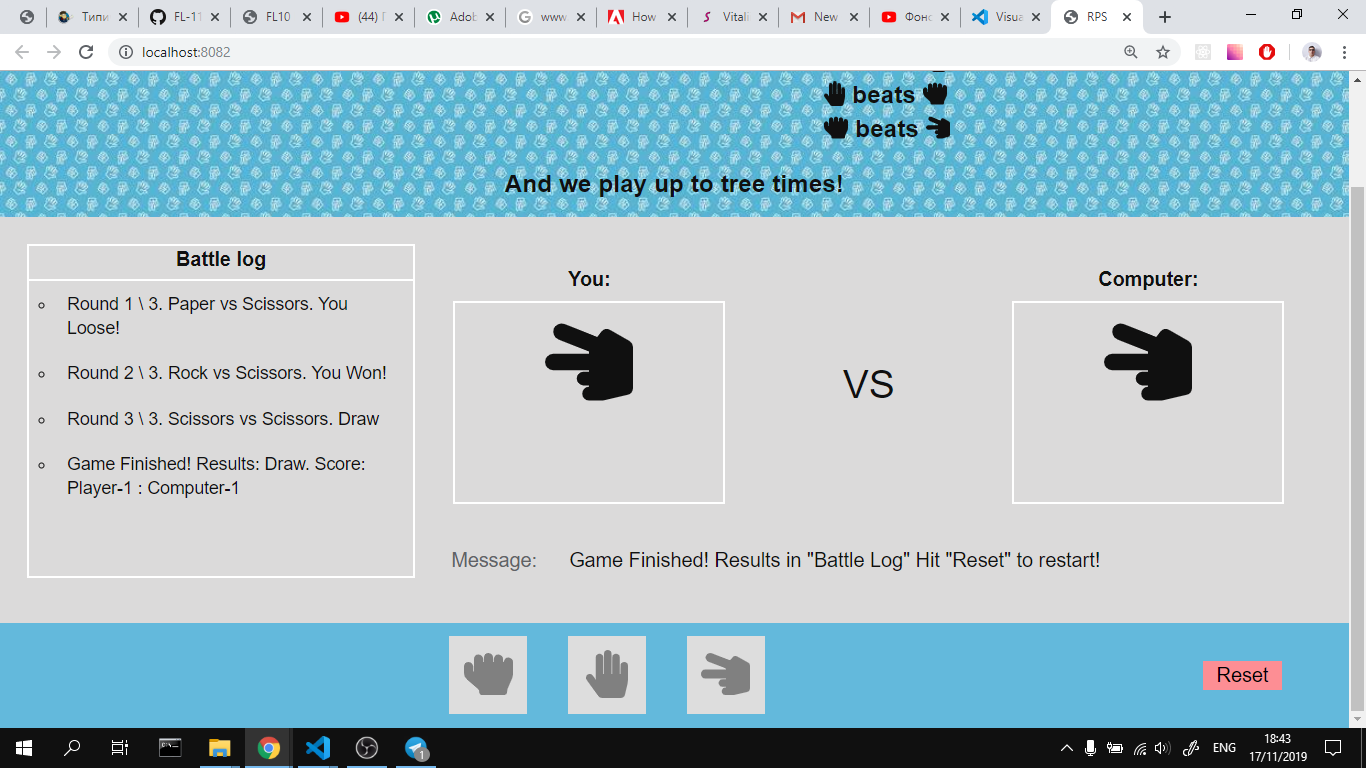 Типи
FL-11
FL10
(44) Г
Adob
www
How
Vitali
New
Фонс
Visua
RPS
localhost:8082
beats
beats
And we play up to tree times!
Battle log
Round 1 \ 3. Paper vs Scissors. You
Loose!
Round 2 \ 3. Rock vs Scissors. You Won!
Round 3 \ 3. Scissors vs Scissors. Draw
Game Finished! Results: Draw. Score:
Player-1 : Computer-1
You:
VS
Computer:
Message: Game Finished! Results in "Battle Log" Hit "Reset" to restart!
Reset
1
ENG
18:43
17/11/2019